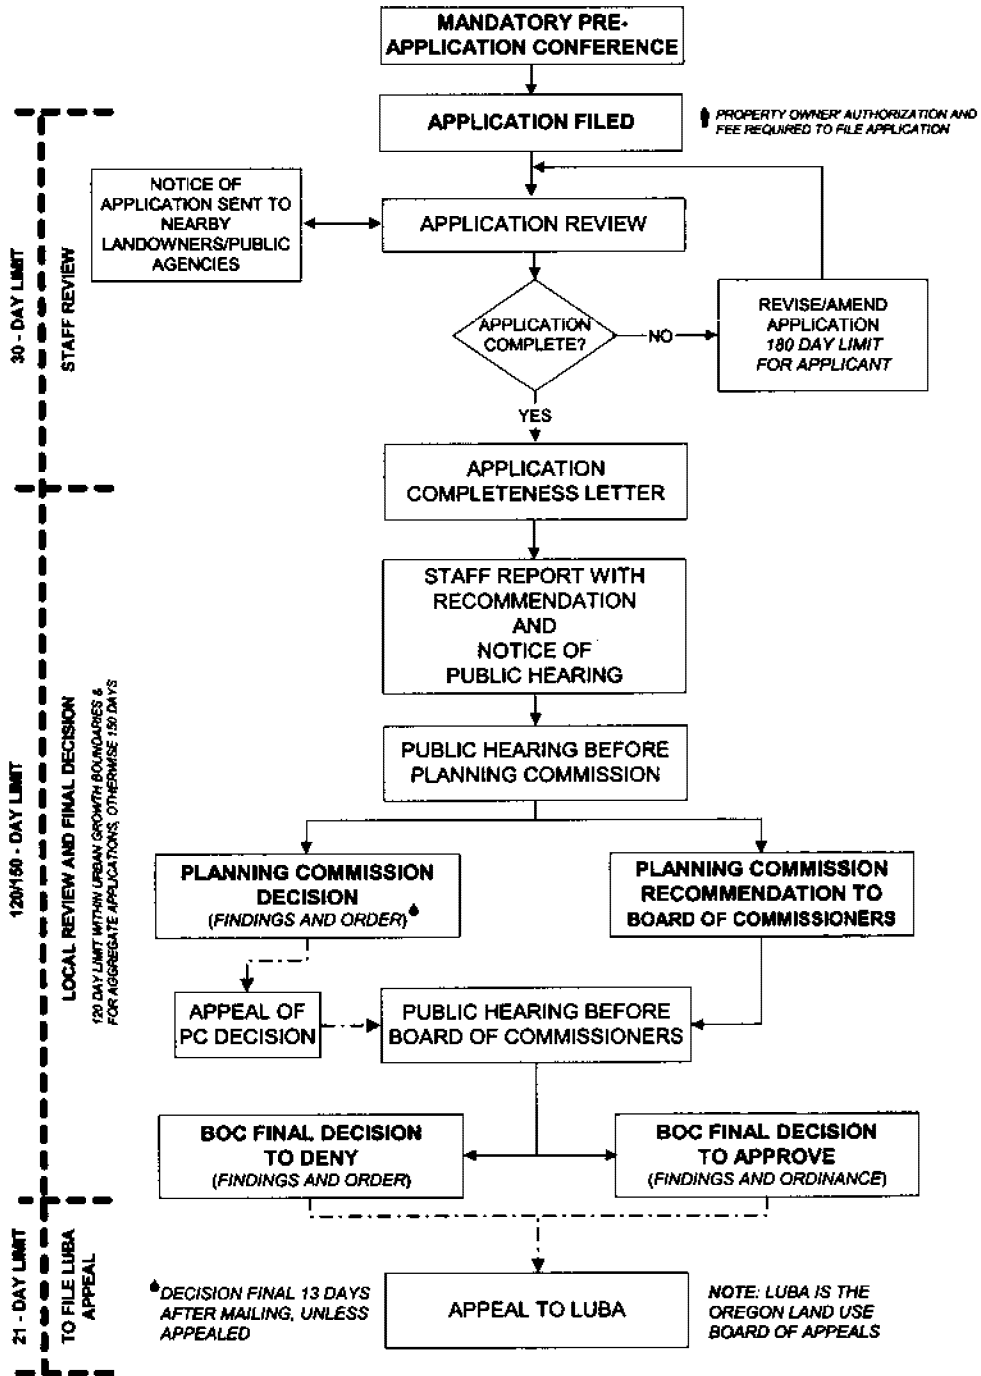 MANDATORY PRE-
APPLICATION CONFERENCE
APPLICATION FILED
PROPERTY OWNER' AUTHORIZATION AND
FEE REQUIRED TO FILE APPLICATION
NOTICE OF
APPLICATION SENT TO
NEARBY
LANDOWNERS/PUBLIC
AGENCIES
APPLICATION REVIEW
30 - DAY LIMIT
STAFF REVIEW
APPLICATION
COMPLETE?
NO
REVISE/AMEND
APPLICATION
180 DAY LIMIT
FOR APPLICANT
YES
APPLICATION
COMPLETENESS LETTER
STAFF REPORT WITH
RECOMMENDATION
AND
NOTICE OF
PUBLIC HEARING
120/150 - DAY LIMIT
LOCAL REVIEW AND FINAL DECISION
120 DAY LIMIT WITHIN URBAN GROWTH BOUNDARIES &
FOR AGGREGATE APPLICATIONS, OTHERWISE 150 DAYS
PUBLIC HEARING BEFORE
PLANNING COMMISSION
PLANNING COMMISSION
DECISION
(FINDINGS AND ORDER)
PLANNING COMMISSION
RECOMMENDATION TO
BOARD OF COMMISSIONERS
APPEAL OF
PC DECISION
PUBLIC HEARING BEFORE
BOARD OF COMMISSIONERS
BOC FINAL DECISION
TO DENY
(FINDINGS AND ORDER)
BOC FINAL DECISION
TO APPROVE
(FINDINGS AND ORDINANCE)
21 - DAY LIMIT
TO FILE LUBA
APPEAL
DECISION FINAL 13 DAYS
AFTER MAILING, UNLESS
APPEALED
APPEAL TO LUBA
NOTE: LUBA IS THE
OREGON LAND USE
BOARD OF APPEALS